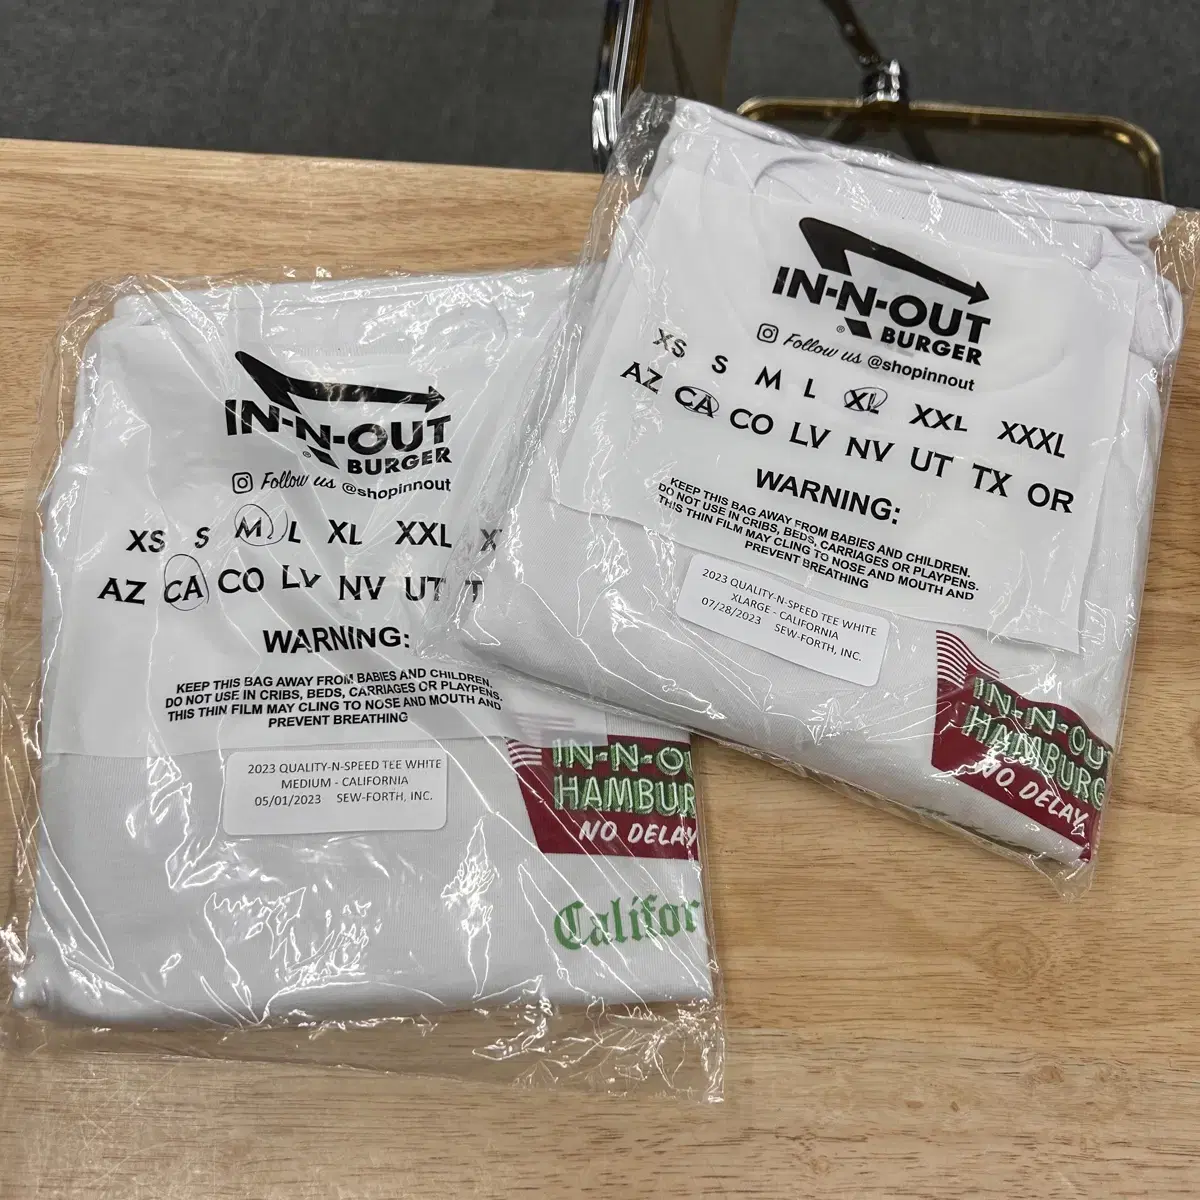 IN-N-OUT
BURGER
Follow us @shopinnout
XS S M L XL XXL
AZ CA CO LV NV UT
WARNING:
KEEP THIS BAG AWAY FROM BABIES AND CHILDREN.
DO NOT USE IN CRIBS, BEDS, CARRIAGES OR PLAYPENS.
THIS THIN FILM MAY CLING TO NOSE AND MOUTH AND
PREVENT BREATHING
2023 QUALITY-N-SPEED TEE WHITE
MEDIUM - CALIFORNIA
05/01/2023 SEW-FORTH, INC.
IN-N-OU
HAMBUR
NO DELAY
Califor
IN-N-OUT
® BURGER
Follow us @shopinnout
XS S M L XL XXL XXXL
AZ CA CO LV NV UT TX OR
WARNING:
KEEP THIS BAG AWAY FROM BABIES AND CHILDREN.
DO NOT USE IN CRIBS, BEDS, CARRIAGES OR PLAYPENS.
THIS THIN FILM MAY CLING TO NOSE AND MOUTH AND
PREVENT BREATHING
2023 QUALITY-N-SPEED TEE WHITE
XLARGE - CALIFORNIA
07/28/2023 SEW-FORTH, INC.
IN-N-OUT
HAMBURG
NO DELAY